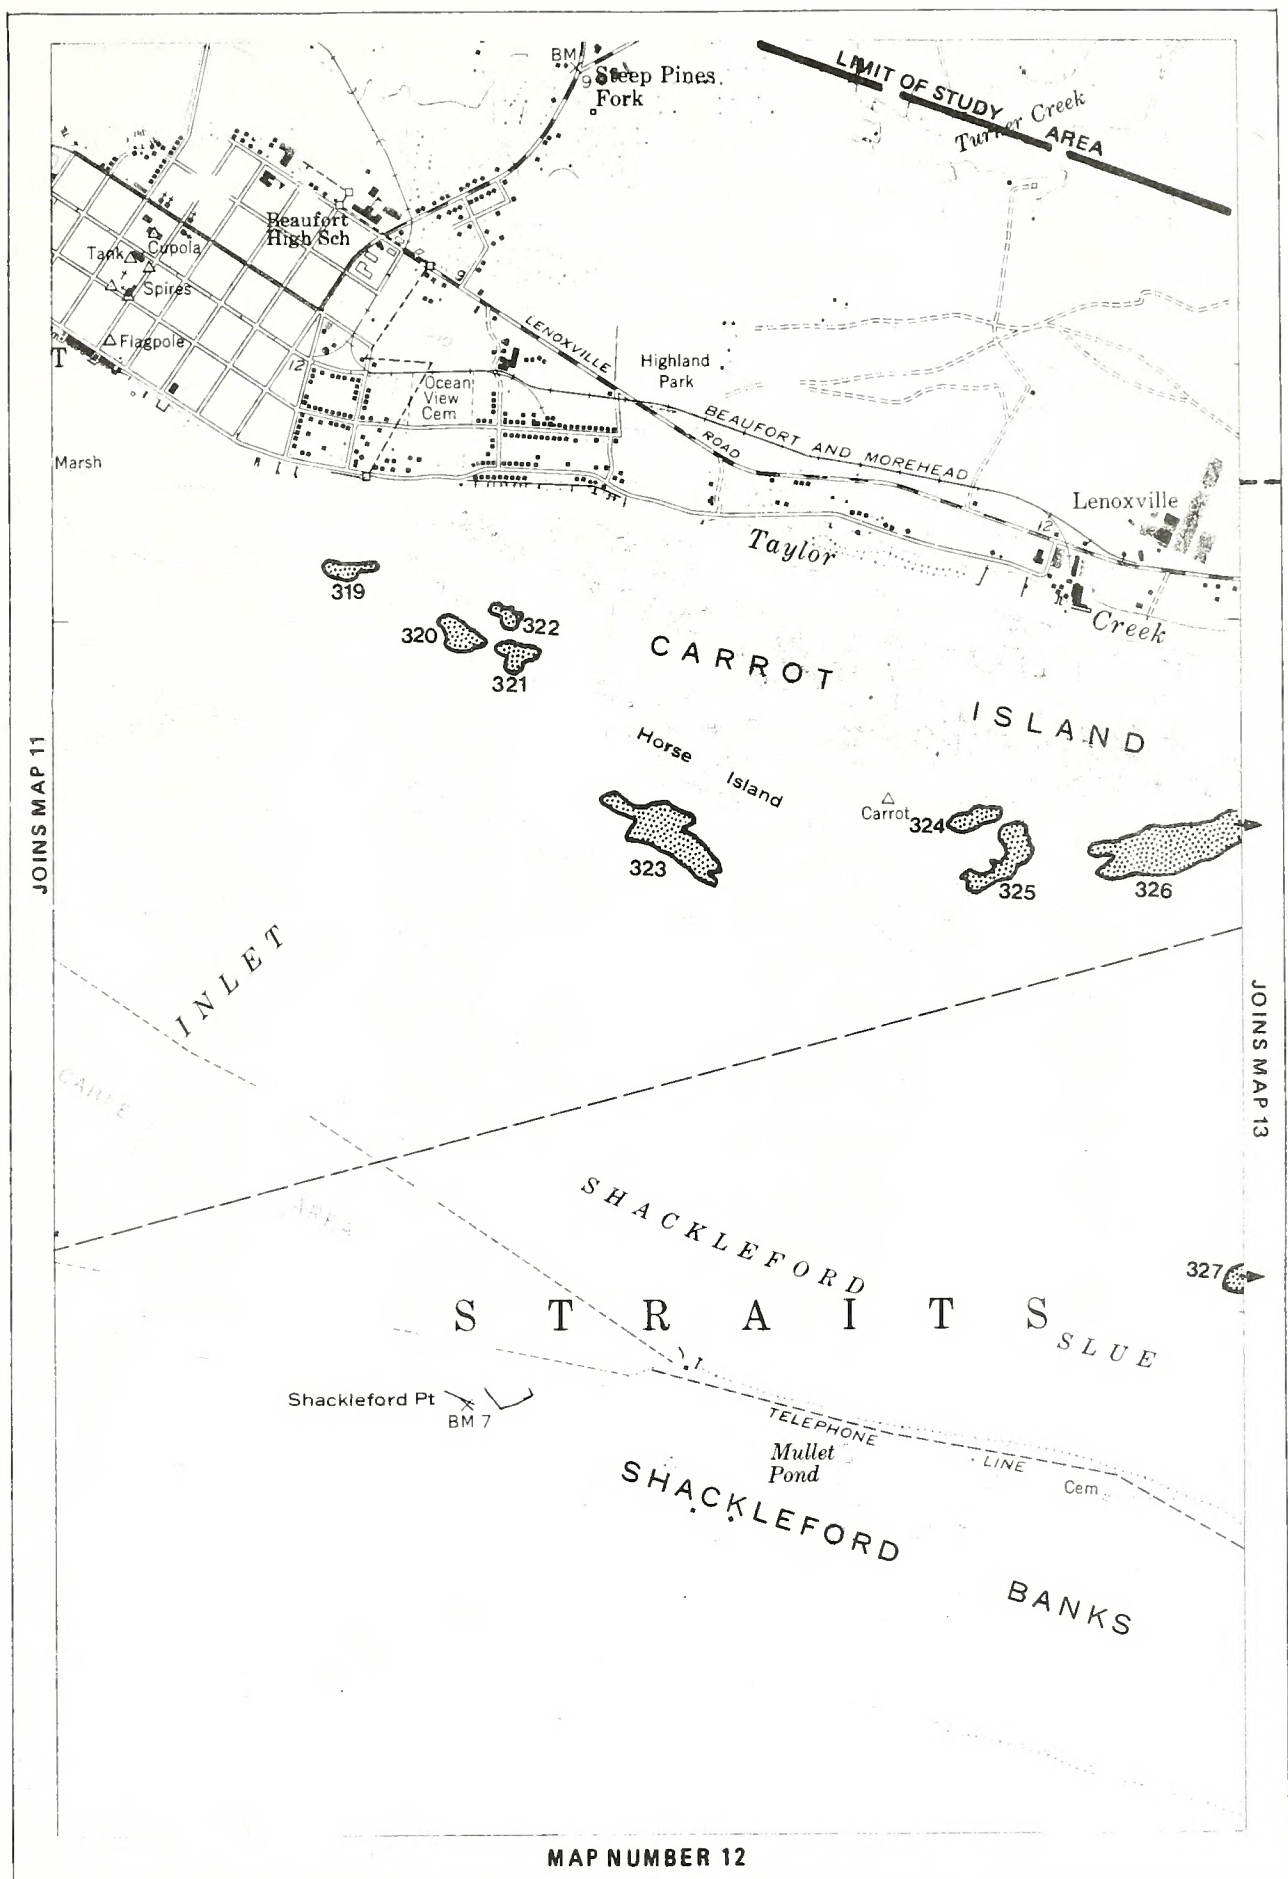 BM
Steep Pines
Fork
LIMIT OF STUDY AREA
Turner Creek
Beaufort
High Sch
Tank
Cupola
Spires
Flagpole
T
9
LENOXVILLE
ROAD
Highland
Park
12
Ocean
View
Cem
BEAUFORT AND MOREHEAD
Marsh
Lenoxville
12
Taylor
Creek
319
320
322
321
CARROT
ISLAND
Horse
Island
Carrot
324
323
325
326
JOINS MAP 11
INLET
JOINS MAP 13
AREA
SHACKLEFORD
327
STRAITS
SLUE
Shackleford Pt
BM 7
TELEPHONE
LINE
Mullet
Pond
Cem
SHACKLEFORD
BANKS
MAP NUMBER 12